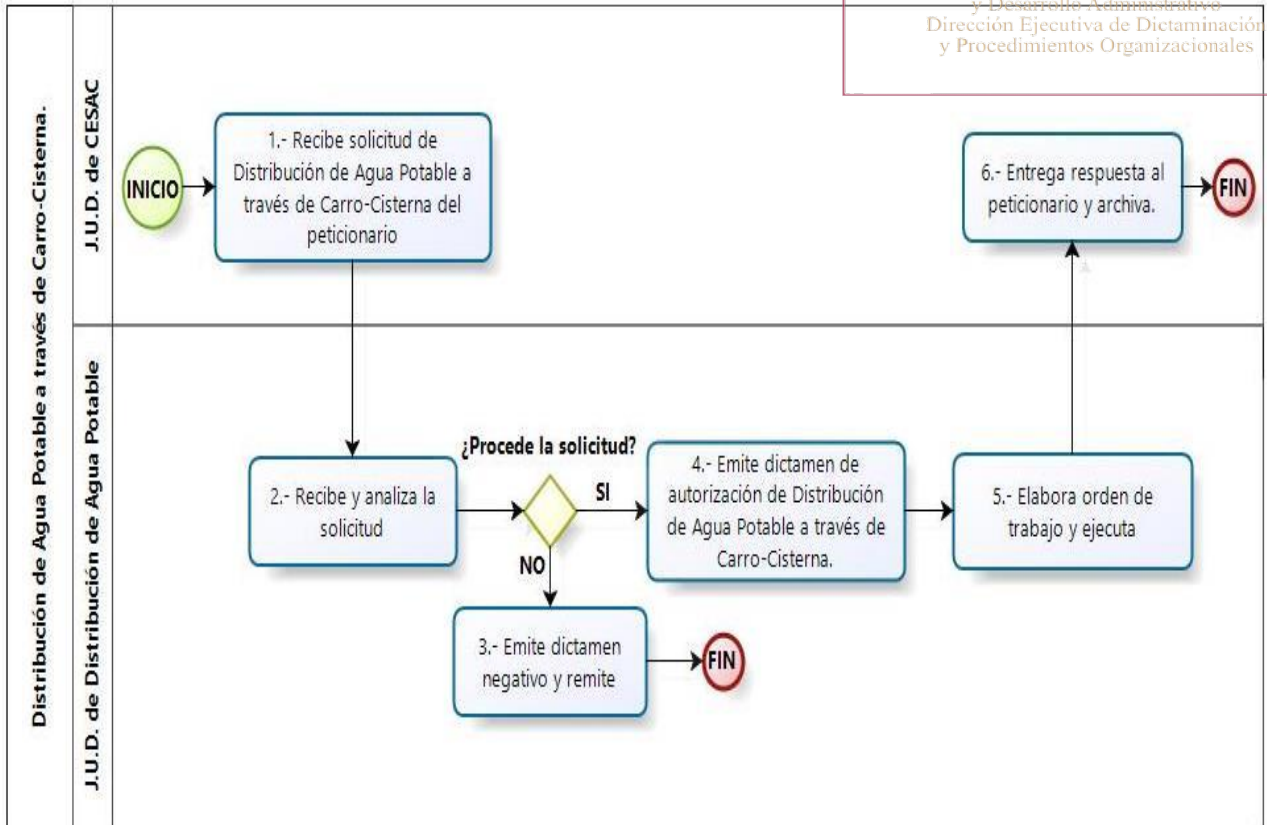 y Desarrollo Administrativo
Dirección Ejecutiva de Dictaminación
y Procedimientos Organizacionales
Distribución de Agua Potable a través de Carro-Cisterna.
J.U.D. de CESAC
INICIO
1.- Recibe solicitud de
Distribución de Agua Potable a
través de Carro-Cisterna del
peticionario
6.- Entrega respuesta al
peticionario y archiva.
FIN
J.U.D. de Distribución de Agua Potable
2.- Recibe y analiza la
solicitud
¿Procede la solicitud?
SI
NO
4.- Emite dictamen de
autorización de Distribución
de Agua Potable a través de
Carro-Cisterna.
5.- Elabora orden de
trabajo y ejecuta
3.- Emite dictamen
negativo y remite
FIN